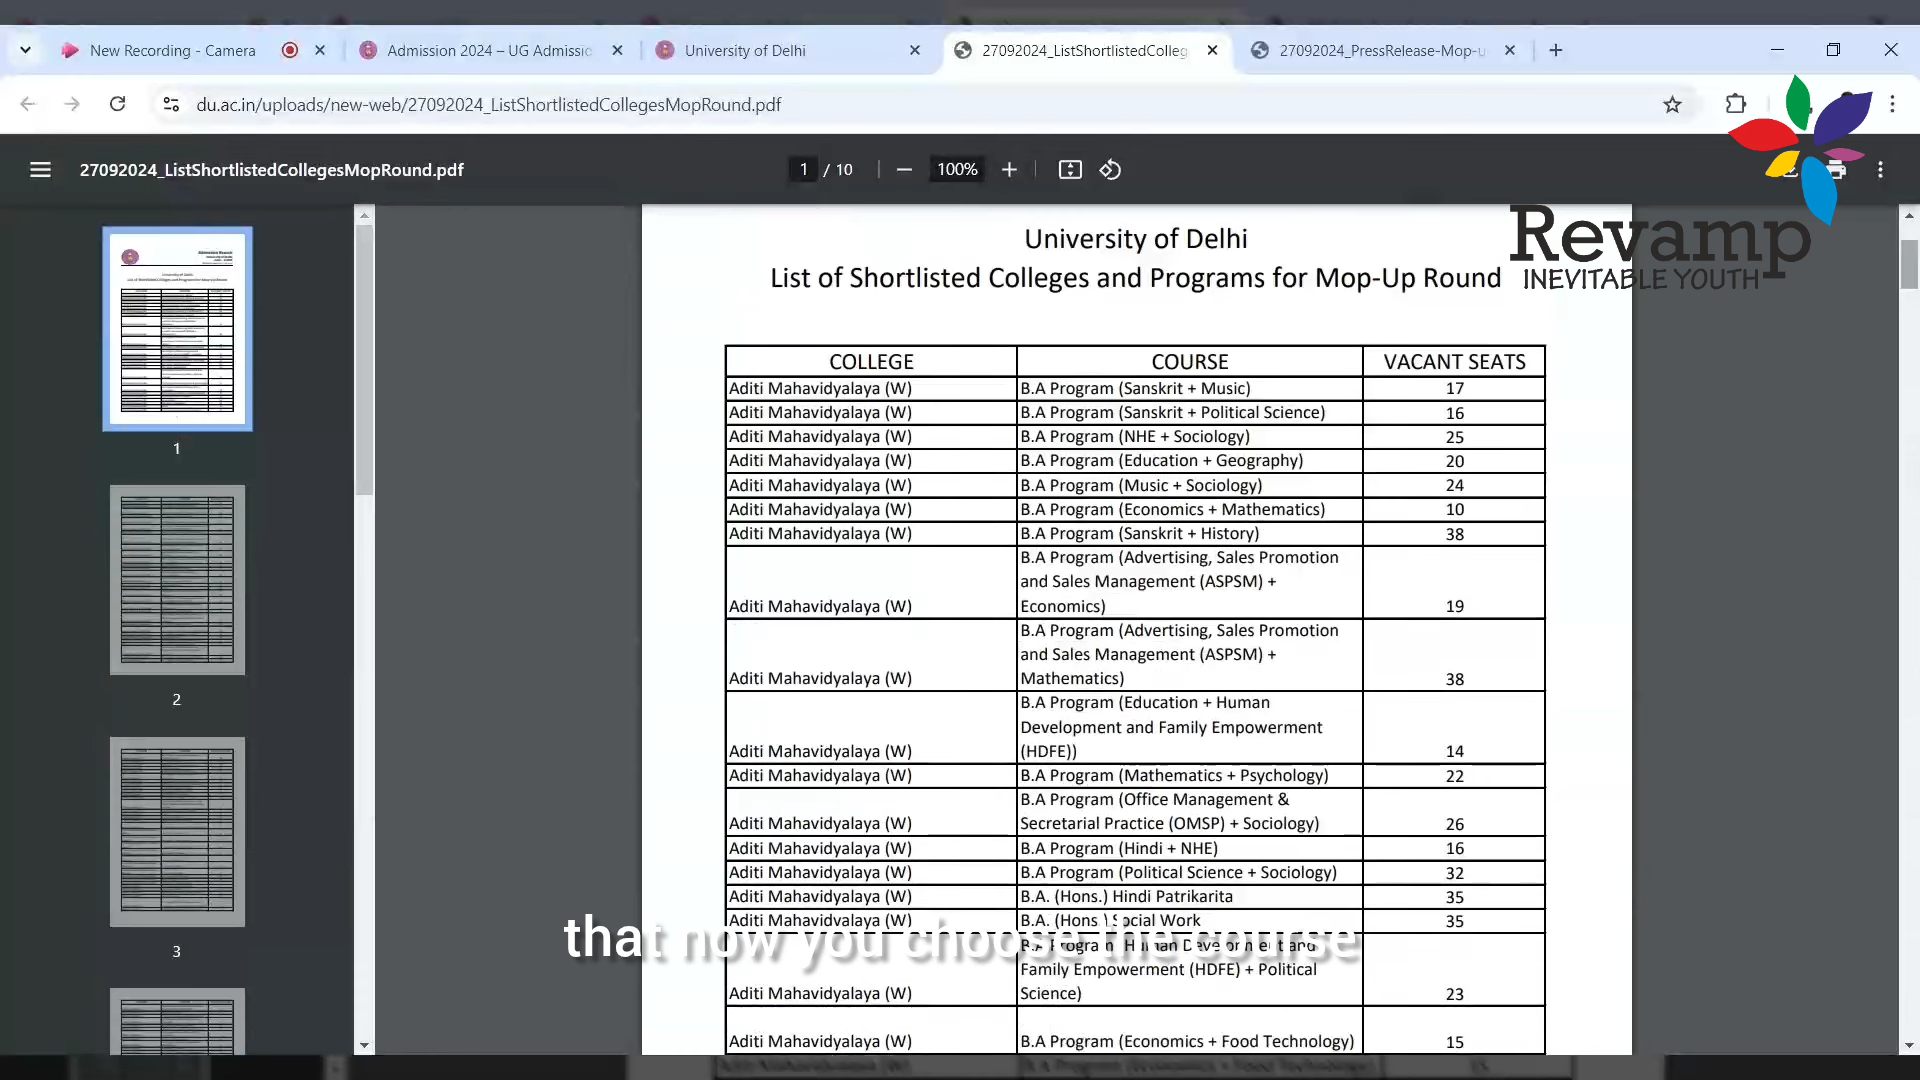 New Recording - Camera
Admission 2024 – UG Admissic
University of Delhi
27092024_ListShortlistedColleg
27092024_PressRelease-Mop-u
du.ac.in/uploads/new-web/27092024_ListShortlistedCollegesMopRound.pdf
27092024_ListShortlistedCollegesMopRound.pdf
1 / 10
100%
Revamp
INEVITABLE YOUTH
University of Delhi
List of Shortlisted Colleges and Programs for Mop-Up Round
COLLEGE COURSE VACANT SEATS
Aditi Mahavidyalaya (W) B.A Program (Sanskrit + Music) 17
Aditi Mahavidyalaya (W) B.A Program (Sanskrit + Political Science) 16
Aditi Mahavidyalaya (W) B.A Program (NHE + Sociology) 25
Aditi Mahavidyalaya (W) B.A Program (Education + Geography) 20
Aditi Mahavidyalaya (W) B.A Program (Music + Sociology) 24
Aditi Mahavidyalaya (W) B.A Program (Economics + Mathematics) 10
Aditi Mahavidyalaya (W) B.A Program (Sanskrit + History) 38
B.A Program (Advertising, Sales Promotion
and Sales Management (ASPSM) +
Aditi Mahavidyalaya (W) Economics) 19
B.A Program (Advertising, Sales Promotion
and Sales Management (ASPSM) +
Aditi Mahavidyalaya (W) Mathematics) 38
B.A Program (Education + Human
Development and Family Empowerment
Aditi Mahavidyalaya (W) (HDFE)) 14
Aditi Mahavidyalaya (W) B.A Program (Mathematics + Psychology) 22
B.A Program (Office Management &
Aditi Mahavidyalaya (W) Secretarial Practice (OMSP) + Sociology) 26
Aditi Mahavidyalaya (W) B.A Program (Hindi + NHE) 16
Aditi Mahavidyalaya (W) B.A Program (Political Science + Sociology) 32
Aditi Mahavidyalaya (W) B.A. (Hons.) Hindi Patrikarita 35
Aditi Mahavidyalaya (W) B.A. (Hons.) Social Work 35
B.A Program (Human Development and
Family Empowerment (HDFE) + Political
Aditi Mahavidyalaya (W) Science) 23
Aditi Mahavidyalaya (W) B.A Program (Economics + Food Technology) 15
that now you choose the course
1
2
3